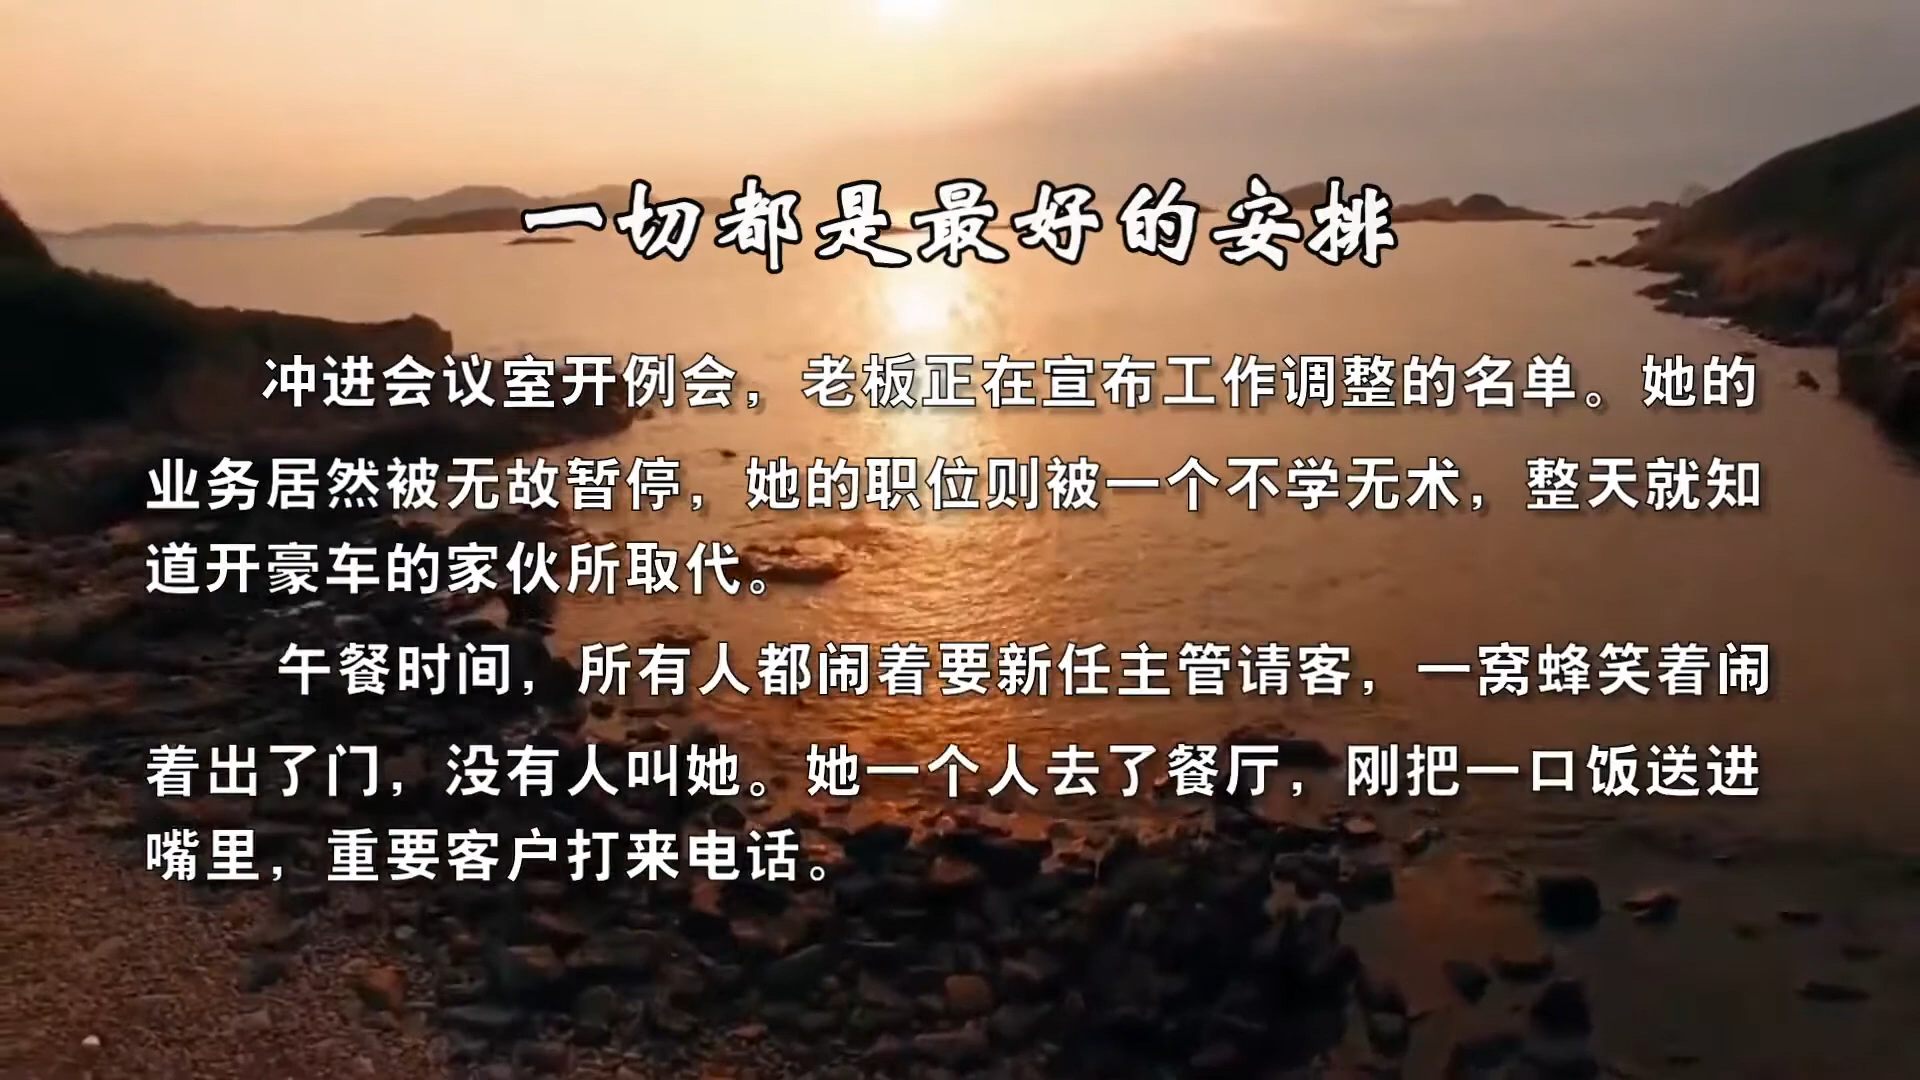 一切都是最好的安排
冲进会议室开例会，老板正在宣布工作调整的名单。她的
业务居然被无故暂停，她的职位则被一个不学无术，整天就知
道开豪车的家伙所取代。
午餐时间，所有人都闹着要新任主管请客，一窝蜂笑着闹
着出了门，没有人叫她。她一个人去了餐厅，刚把一口饭送进
嘴里，重要客户打来电话。